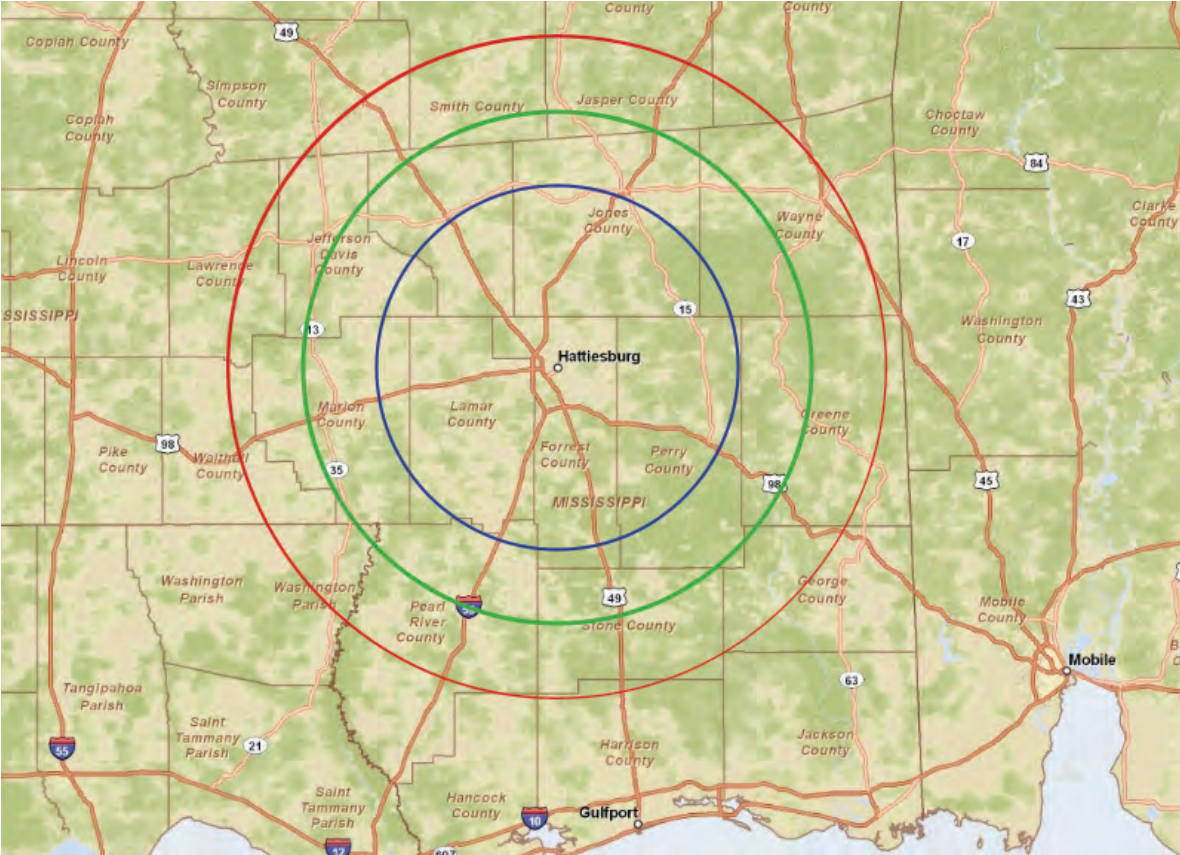 County
County
49
Copiah County
Simpson
County
Smith County
Jasper County
Copiah
County
Choctaw
County
84
Jones
County
Wayne
County
Clarke
County
17
Jefferson
Davis
County
Lincoln
County
Lawrence
County
43
SSISSIPPI
15
13
Washington
County
Hattiesburg
Marion
County
Lamar
County
Greene
County
98
Pike
County
Walthall
County
Forrest
County
Perry
County
35
98
45
MISSISSIPPI
Washington
Parish
Washington
Parish
George
County
49
Pearl
River
County
Stone County
Mobile
County
Mobile
63
Tangipahoa
Parish
Saint
Tammany
Parish
21
55
Harrison
County
Jackson
County
Saint
Tammany
Parish
Hancock
County
10
Gulfport
12
607